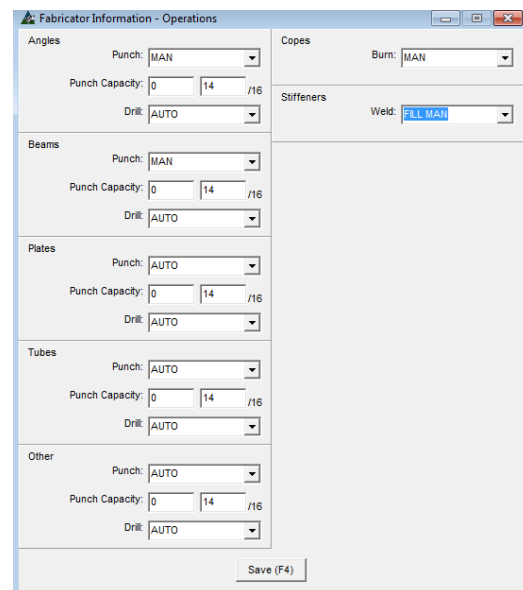 Fabricator Information - Operations
Angles
Punch: MAN
Punch Capacity: 0 14 /16
Drill: AUTO
Beams
Punch: MAN
Punch Capacity: 0 14 /16
Drill: AUTO
Plates
Punch: AUTO
Punch Capacity: 0 14 /16
Drill: AUTO
Tubes
Punch: AUTO
Punch Capacity: 0 14 /16
Drill: AUTO
Other
Punch: AUTO
Punch Capacity: 0 14 /16
Drill: AUTO
Copes
Burn: MAN
Stiffeners
Weld: FILL MAN
Save (F4)